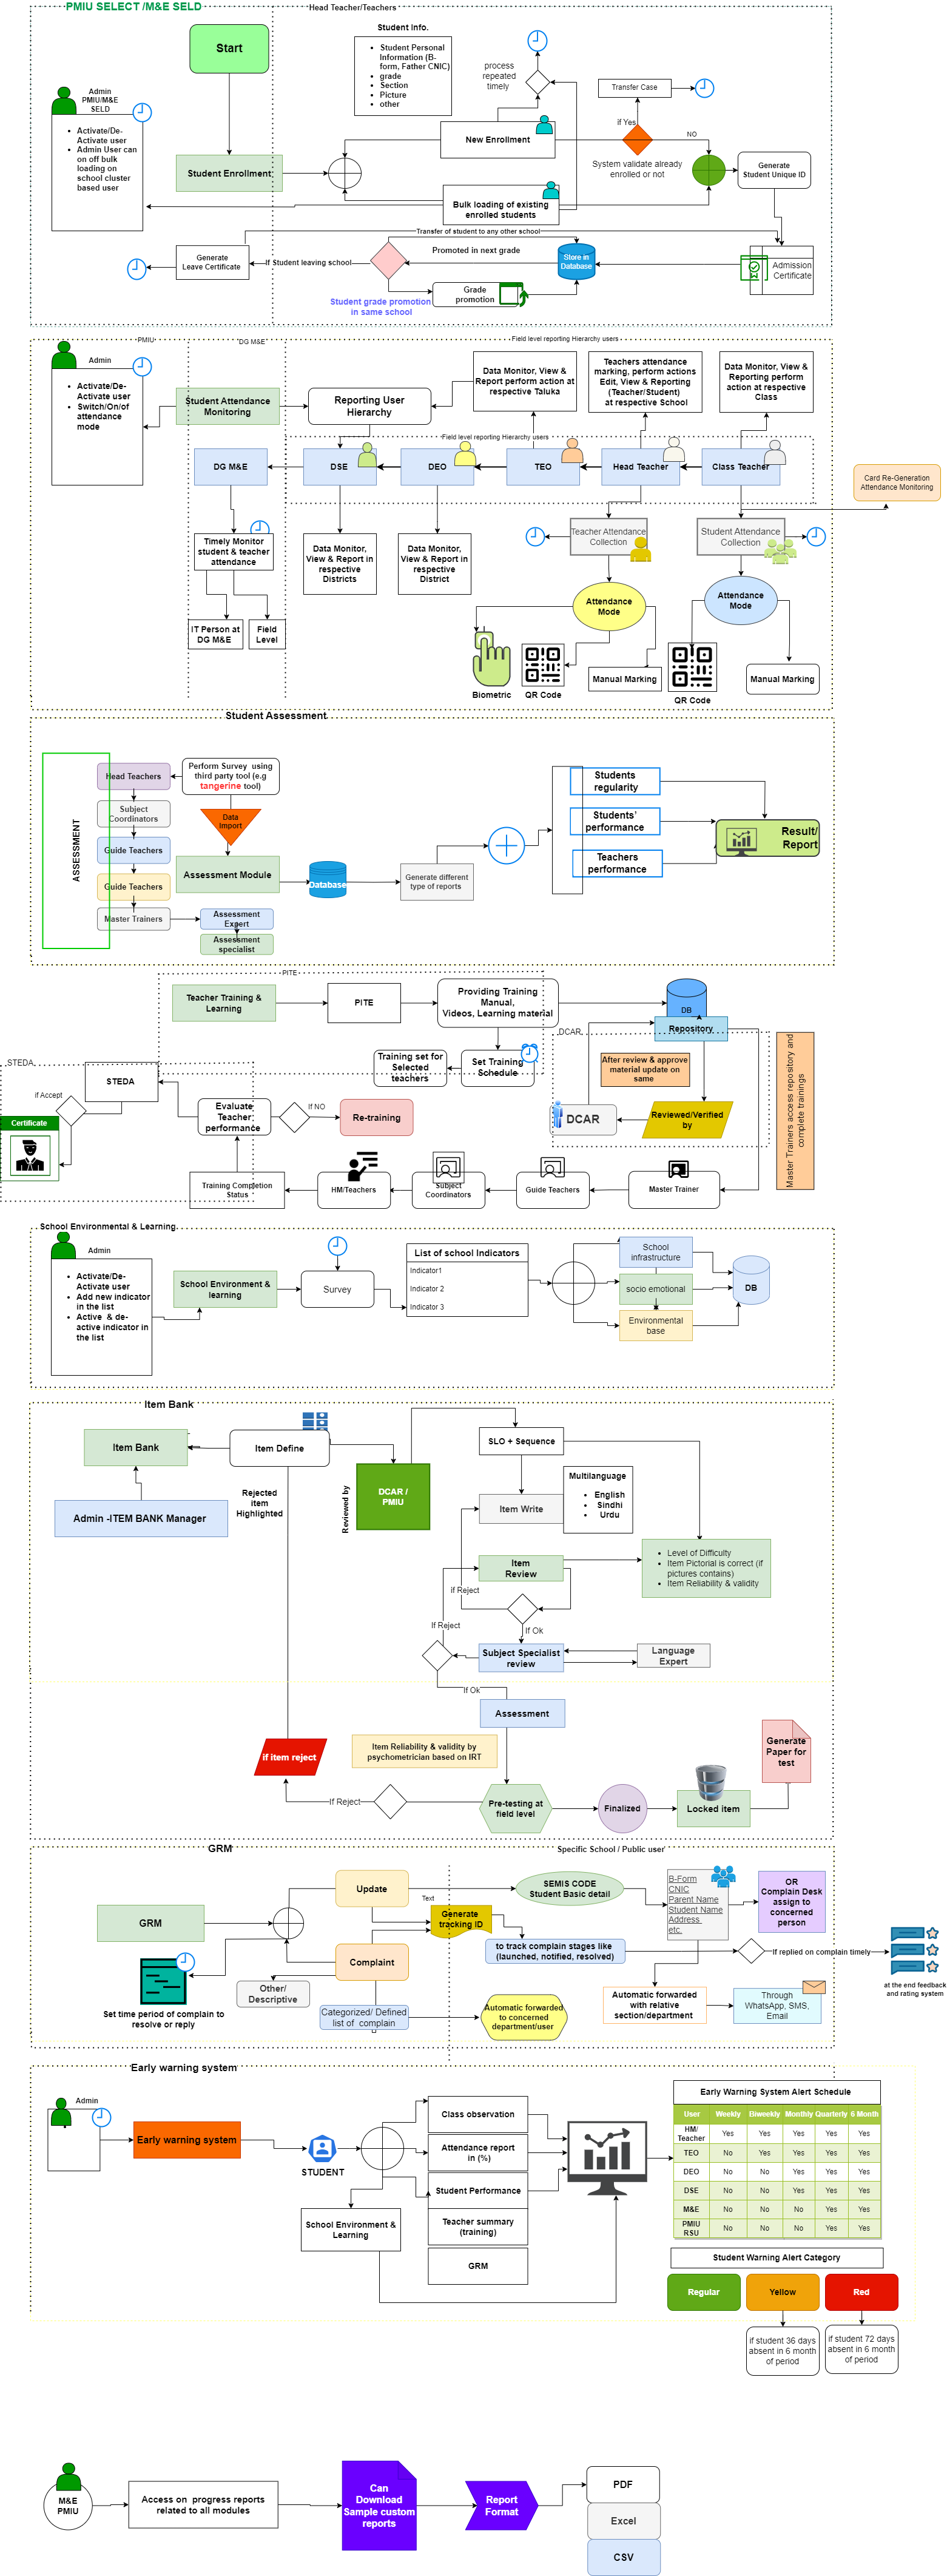 PMIU SELECT /M&E SELD
Head Teacher/Teachers
Start
Student Info.
Student Personal
Information (B-
form, Father CNIC)
grade
Section
Picture
other
process
repeated
timely
Transfer Case
Admin
PMIU/M&E
SELD
Activate/De-
Activate user
Admin User can
on off bulk
loading on
school cluster
based user
New Enrollment
if Yes
NO
System validate already
enrolled or not
Generate
Student Unique ID
Student Enrollment
Bulk loading of existing
enrolled students
Transfer of student to any other school
Generate
Leave Certificate
If Student leaving school
Promoted in next grade
Store in
Database
Admission
Certificate
Student grade promotion
in same school
Grade
promotion
PMIU
DG M&E
Field level reporting Hierarchy users
Admin
Activate/De-
Activate user
Switch/On/of
attendance
mode
Student Attendance
Monitoring
Reporting User
Hierarchy
Data Monitor, View &
Report perform action at
respective Taluka
Teachers attendance
marking, perform actions
Edit, View & Reporting
(Teacher/Student)
at respective School
Data Monitor, View &
Reporting perform
action at respective
Class
Field level reporting Hierarchy users
DG M&E
DSE
DEO
TEO
Head Teacher
Class Teacher
Card Re-Generation
Attendance Monitoring
Timely Monitor
student & teacher
attendance
Data Monitor,
View & Report in
respective
Districts
Data Monitor,
View & Report in
respective
District
Teacher Attendance
Collection
Student Attendance
Collection
Attendance
Mode
Attendance
Mode
IT Person at
DG M&E
Field
Level
Biometric
QR Code
Manual Marking
QR Code
Manual Marking
Student Assessment
ASSESSMENT
Head Teachers
Subject
Coordinators
Guide Teachers
Guide Teachers
Master Trainers
Perform Survey using
third party tool (e.g
tangerine tool)
Data
Import
Assessment Module
Assessment
Expert
Assessment
specialist
Database
Generate different
type of reports
Students
regularity
Students'
performance
Teachers
performance
Result/
Report
PITE
Teacher Training &
Learning
PITE
Providing Training
Manual,
Videos, Learning material
DB
Repository
DCAR
After review & approve
material update on
same
Reviewed/Verified
by
DCAR
Master Trainers access repository and
complete trainings
Training set for
Selected
teachers
Set Training
Schedule
STEDA
STEDA
if Accept
Certificate
Evaluate
Teacher
performance
If NO
Re-training
Training Completion
Status
HM/Teachers
Subject
Coordinators
Guide Teachers
Master Trainer
School Environmental & Learning
Admin
Activate/De-
Activate user
Add new indicator
in the list
Active & de-
active indicator in
the list
School Environment &
learning
Survey
List of school Indicators
Indicator1
Indicator 2
Indicator 3
School
infrastructure
socio emotional
Environmental
base
DB
Item Bank
Item Bank
Item Define
Admin -ITEM BANK Manager
Rejected
item
Highlighted
Reviewed by
DCAR /
PMIU
SLO + Sequence
Item Write
Multilanguage
English
Sindhi
Urdu
Item
Review
Level of Difficulty
Item Pictorial is correct (if
pictures contains)
Item Reliability & validity
if Reject
If Ok
If Reject
Subject Specialist
review
Language
Expert
If Ok
Assessment
if item reject
Item Reliability & validity by
psychometrician based on IRT
If Reject
Pre-testing at
field level
Finalized
Locked item
Generate
Paper for
test
GRM
Specific School / Public user
GRM
Update
Complaint
Text
Generate
tracking ID
SEMIS CODE
Student Basic detail
B-Form
CNIC
Parent Name
Student Name
Address
etc.
OR
Complain Desk
assign to
concerned
person
to track complain stages like
(launched, notified, resolved)
If replied on complain timely
at the end feedback
and rating system
Set time period of complain to
resolve or reply
Other/
Descriptive
Categorized/ Defined
list of complain
Automatic forwarded
to concerned
department/user
Automatic forwarded
with relative
section/department
Through
WhatsApp, SMS,
Email
Early warning system
Admin
Early warning system
STUDENT
Class observation
Attendance report
in (%)
Student Performance
Teacher summary
(training)
GRM
School Environment &
Learning
Early Warning System Alert Schedule
User Weekly Biweekly Monthly Quarterly 6 Month
HM/
Teacher Yes Yes Yes Yes Yes
TEO No Yes Yes Yes Yes
DEO No No Yes Yes Yes
DSE No No Yes Yes Yes
M&E No No No Yes Yes
PMIU
RSU No No No Yes Yes
Student Warning Alert Category
Regular
Yellow
Red
if student 36 days
absent in 6 month
of period
if student 72 days
absent in 6 month
of period
M&E
PMIU
Access on progress reports
related to all modules
Can
Download
Sample custom
reports
Report
Format
PDF
Excel
CSV